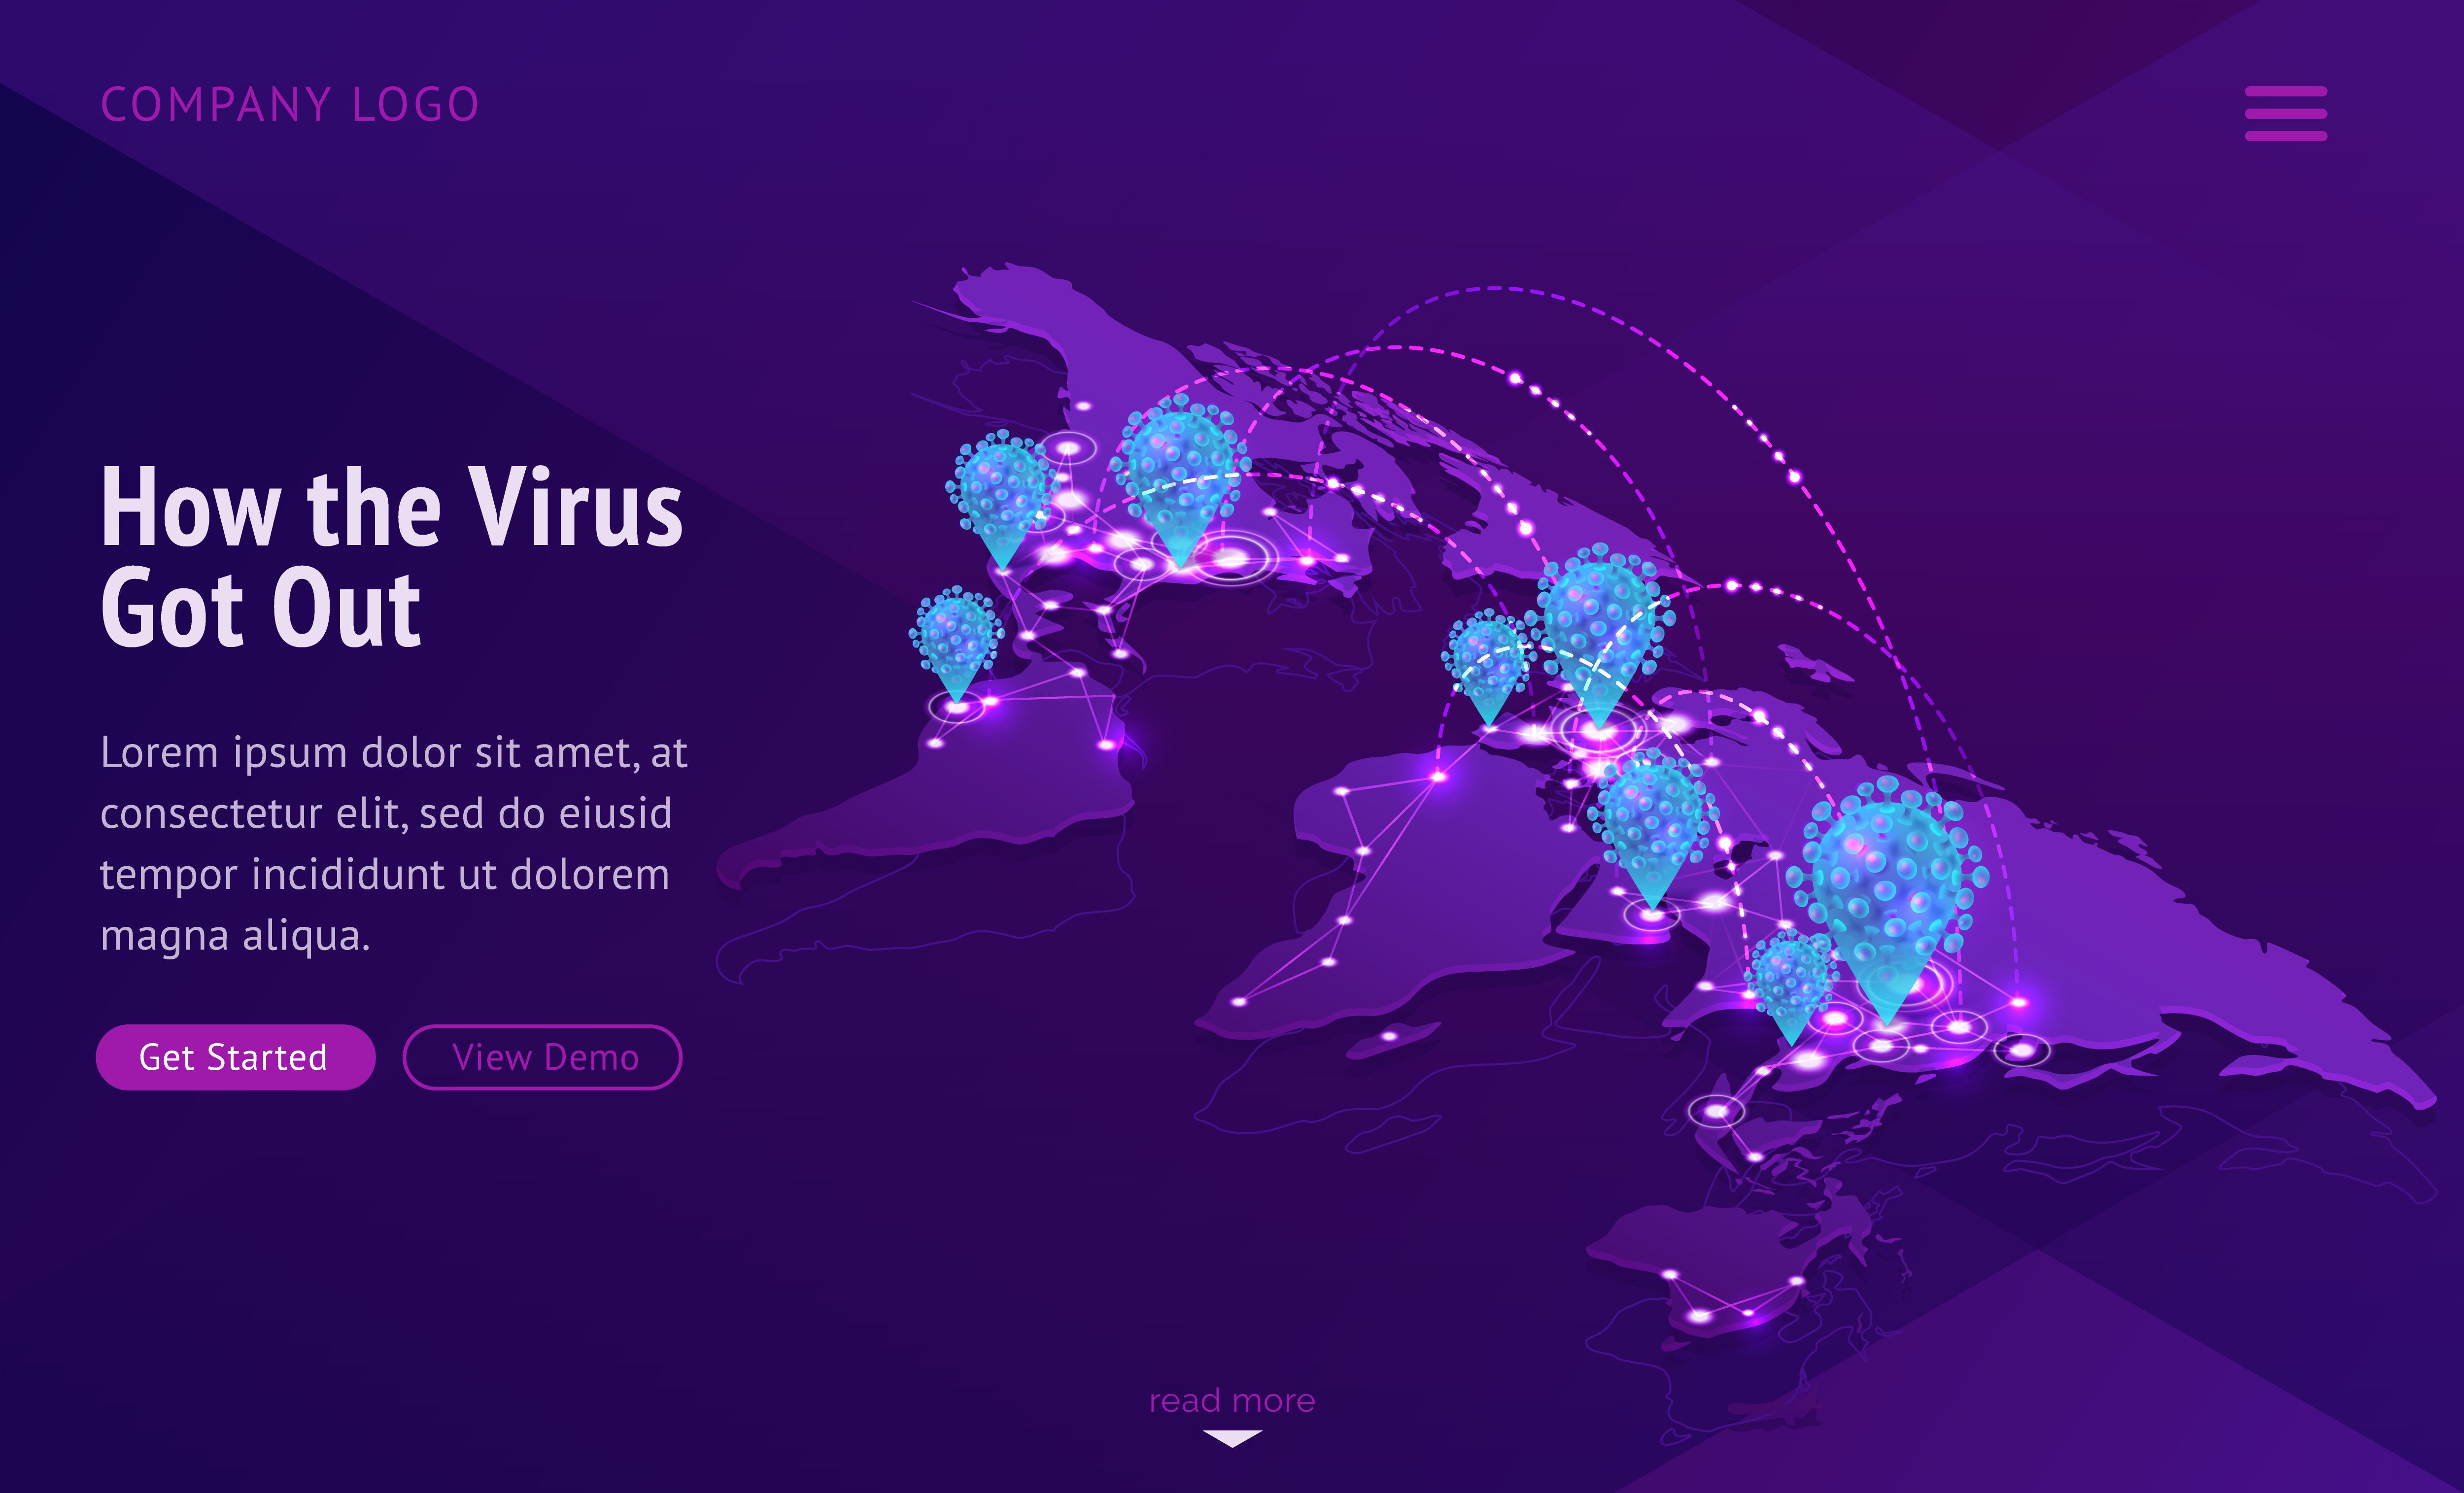 COMPANY LOGO
How the Virus
Got Out
Lorem ipsum dolor sit amet, at
consectetur elit, sed do eiusid
tempor incididunt ut dolorem
magna aliqua.
Get Started
View Demo
read more